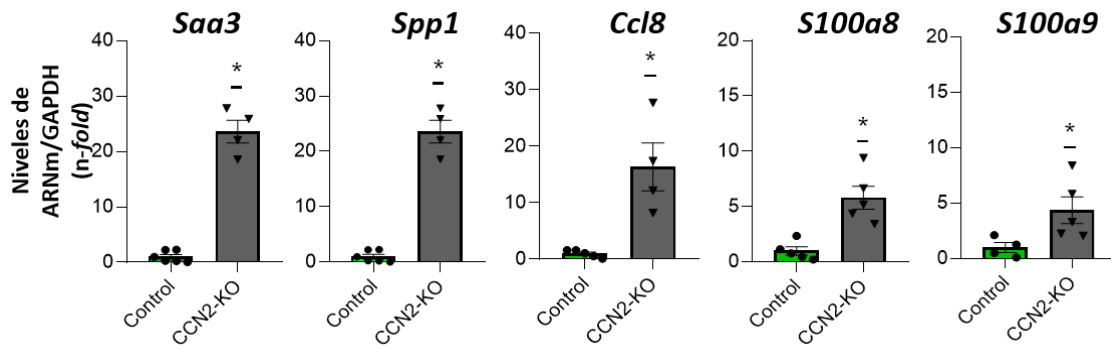 Saa3
Spp1
Ccl8
S100a8
S100a9
Niveles de
ARNm/GAPDH
(n-fold)
40
30
20
10
0
*
Control
CCN2-KO
40
30
20
10
0
*
Control
CCN2-KO
40
30
20
10
0
*
Control
CCN2-KO
20
15
10
5
0
*
Control
CCN2-KO
20
15
10
5
0
*
Control
CCN2-KO